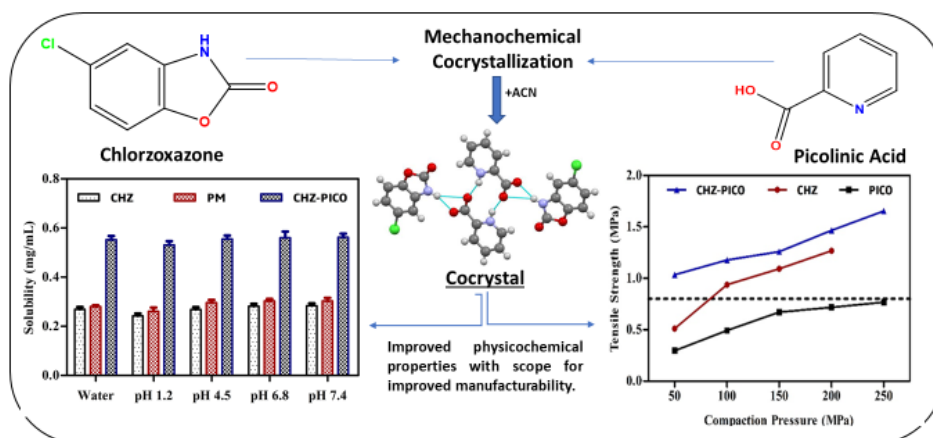 Cl
H
N
O
O
Chlorzoxazone
Mechanochemical
Cocrystallization
+ACN
Cocrystal
Improved physicochemical
properties with scope for
improved manufacturability.
HO
O
N
Picolinic Acid
Solubility (mg/mL)
0.8
0.6
0.4
0.2
0.0
CHZ
PM
CHZ-PICO
Water
pH 1.2
pH 4.5
pH 6.8
pH 7.4
Tensile Strength (MPa)
2.0
1.5
1.0
0.5
0.0
CHZ-PICO
CHZ
PICO
50
100
150
200
250
Compaction Pressure (MPa)